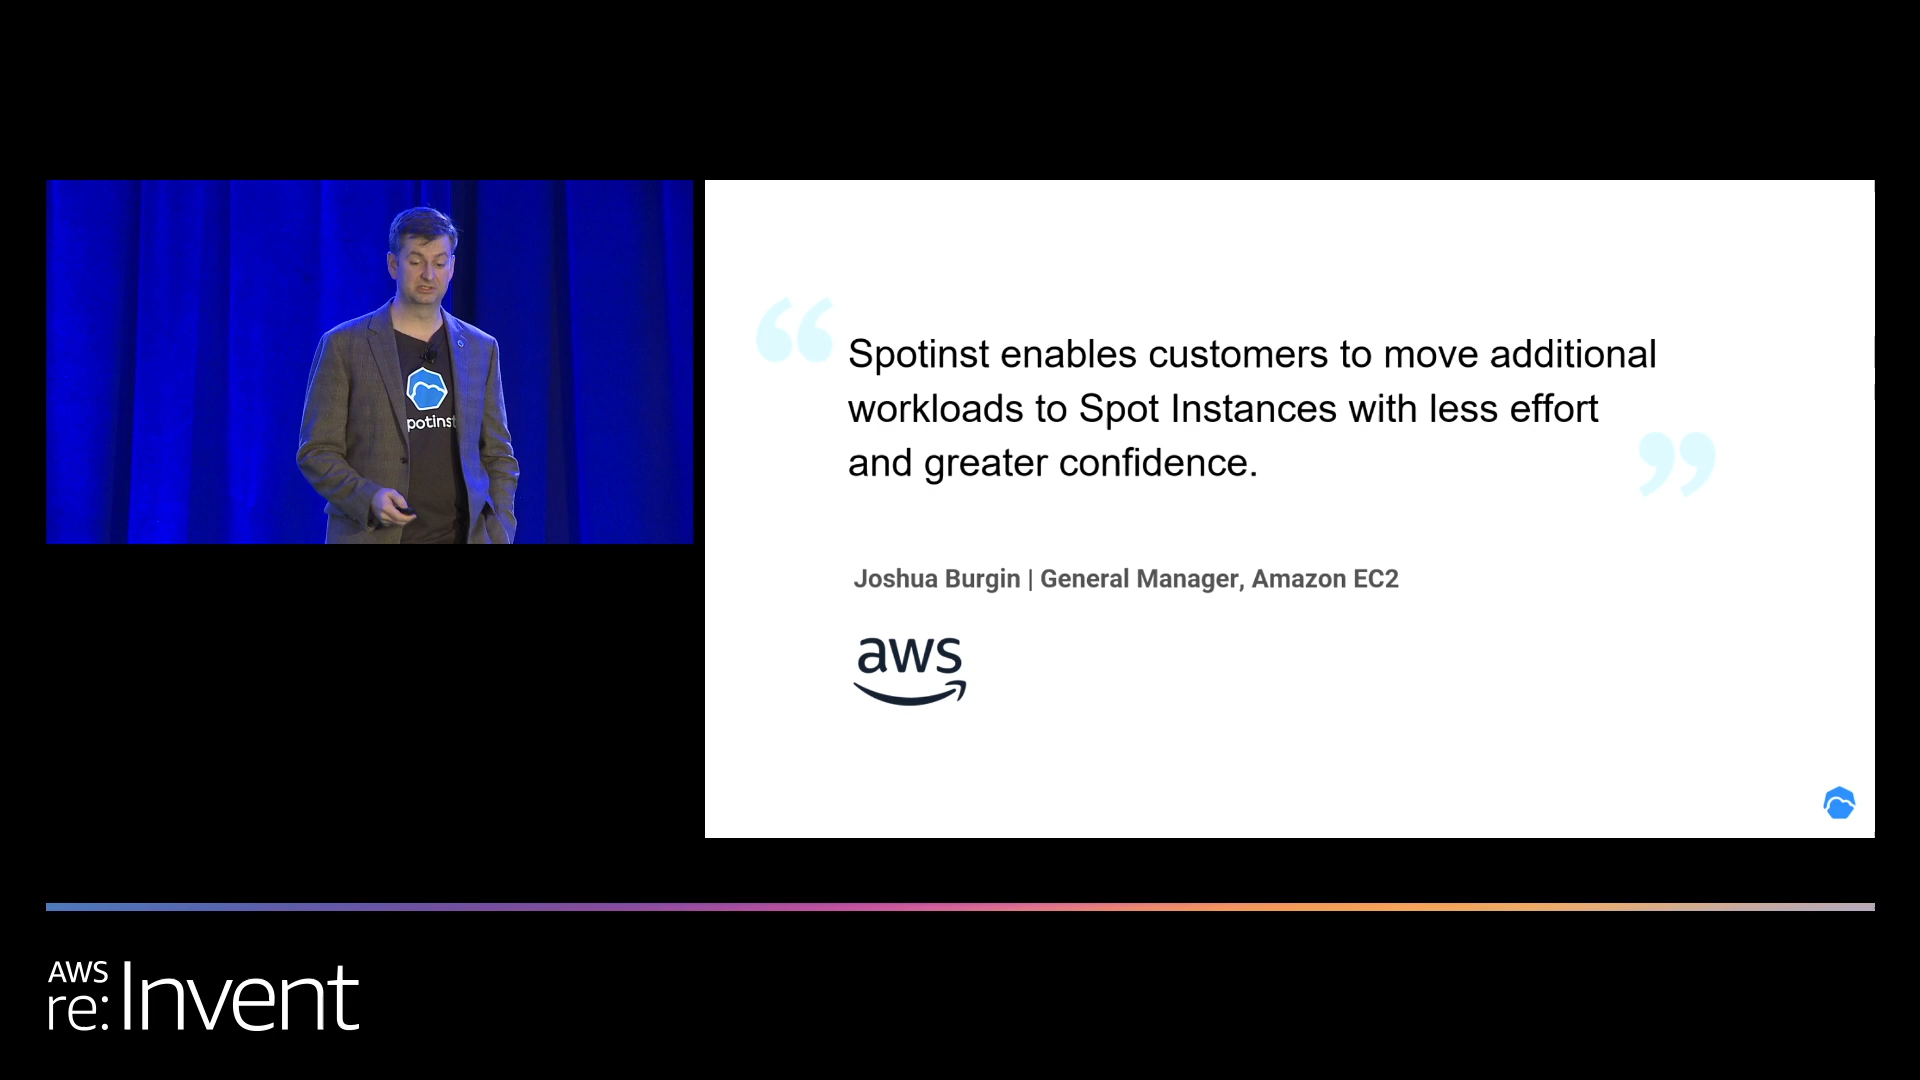 potinst
“ Spotinst enables customers to move additional
workloads to Spot Instances with less effort
and greater confidence. ”
Joshua Burgin | General Manager, Amazon EC2
aws
AWS
re:Invent